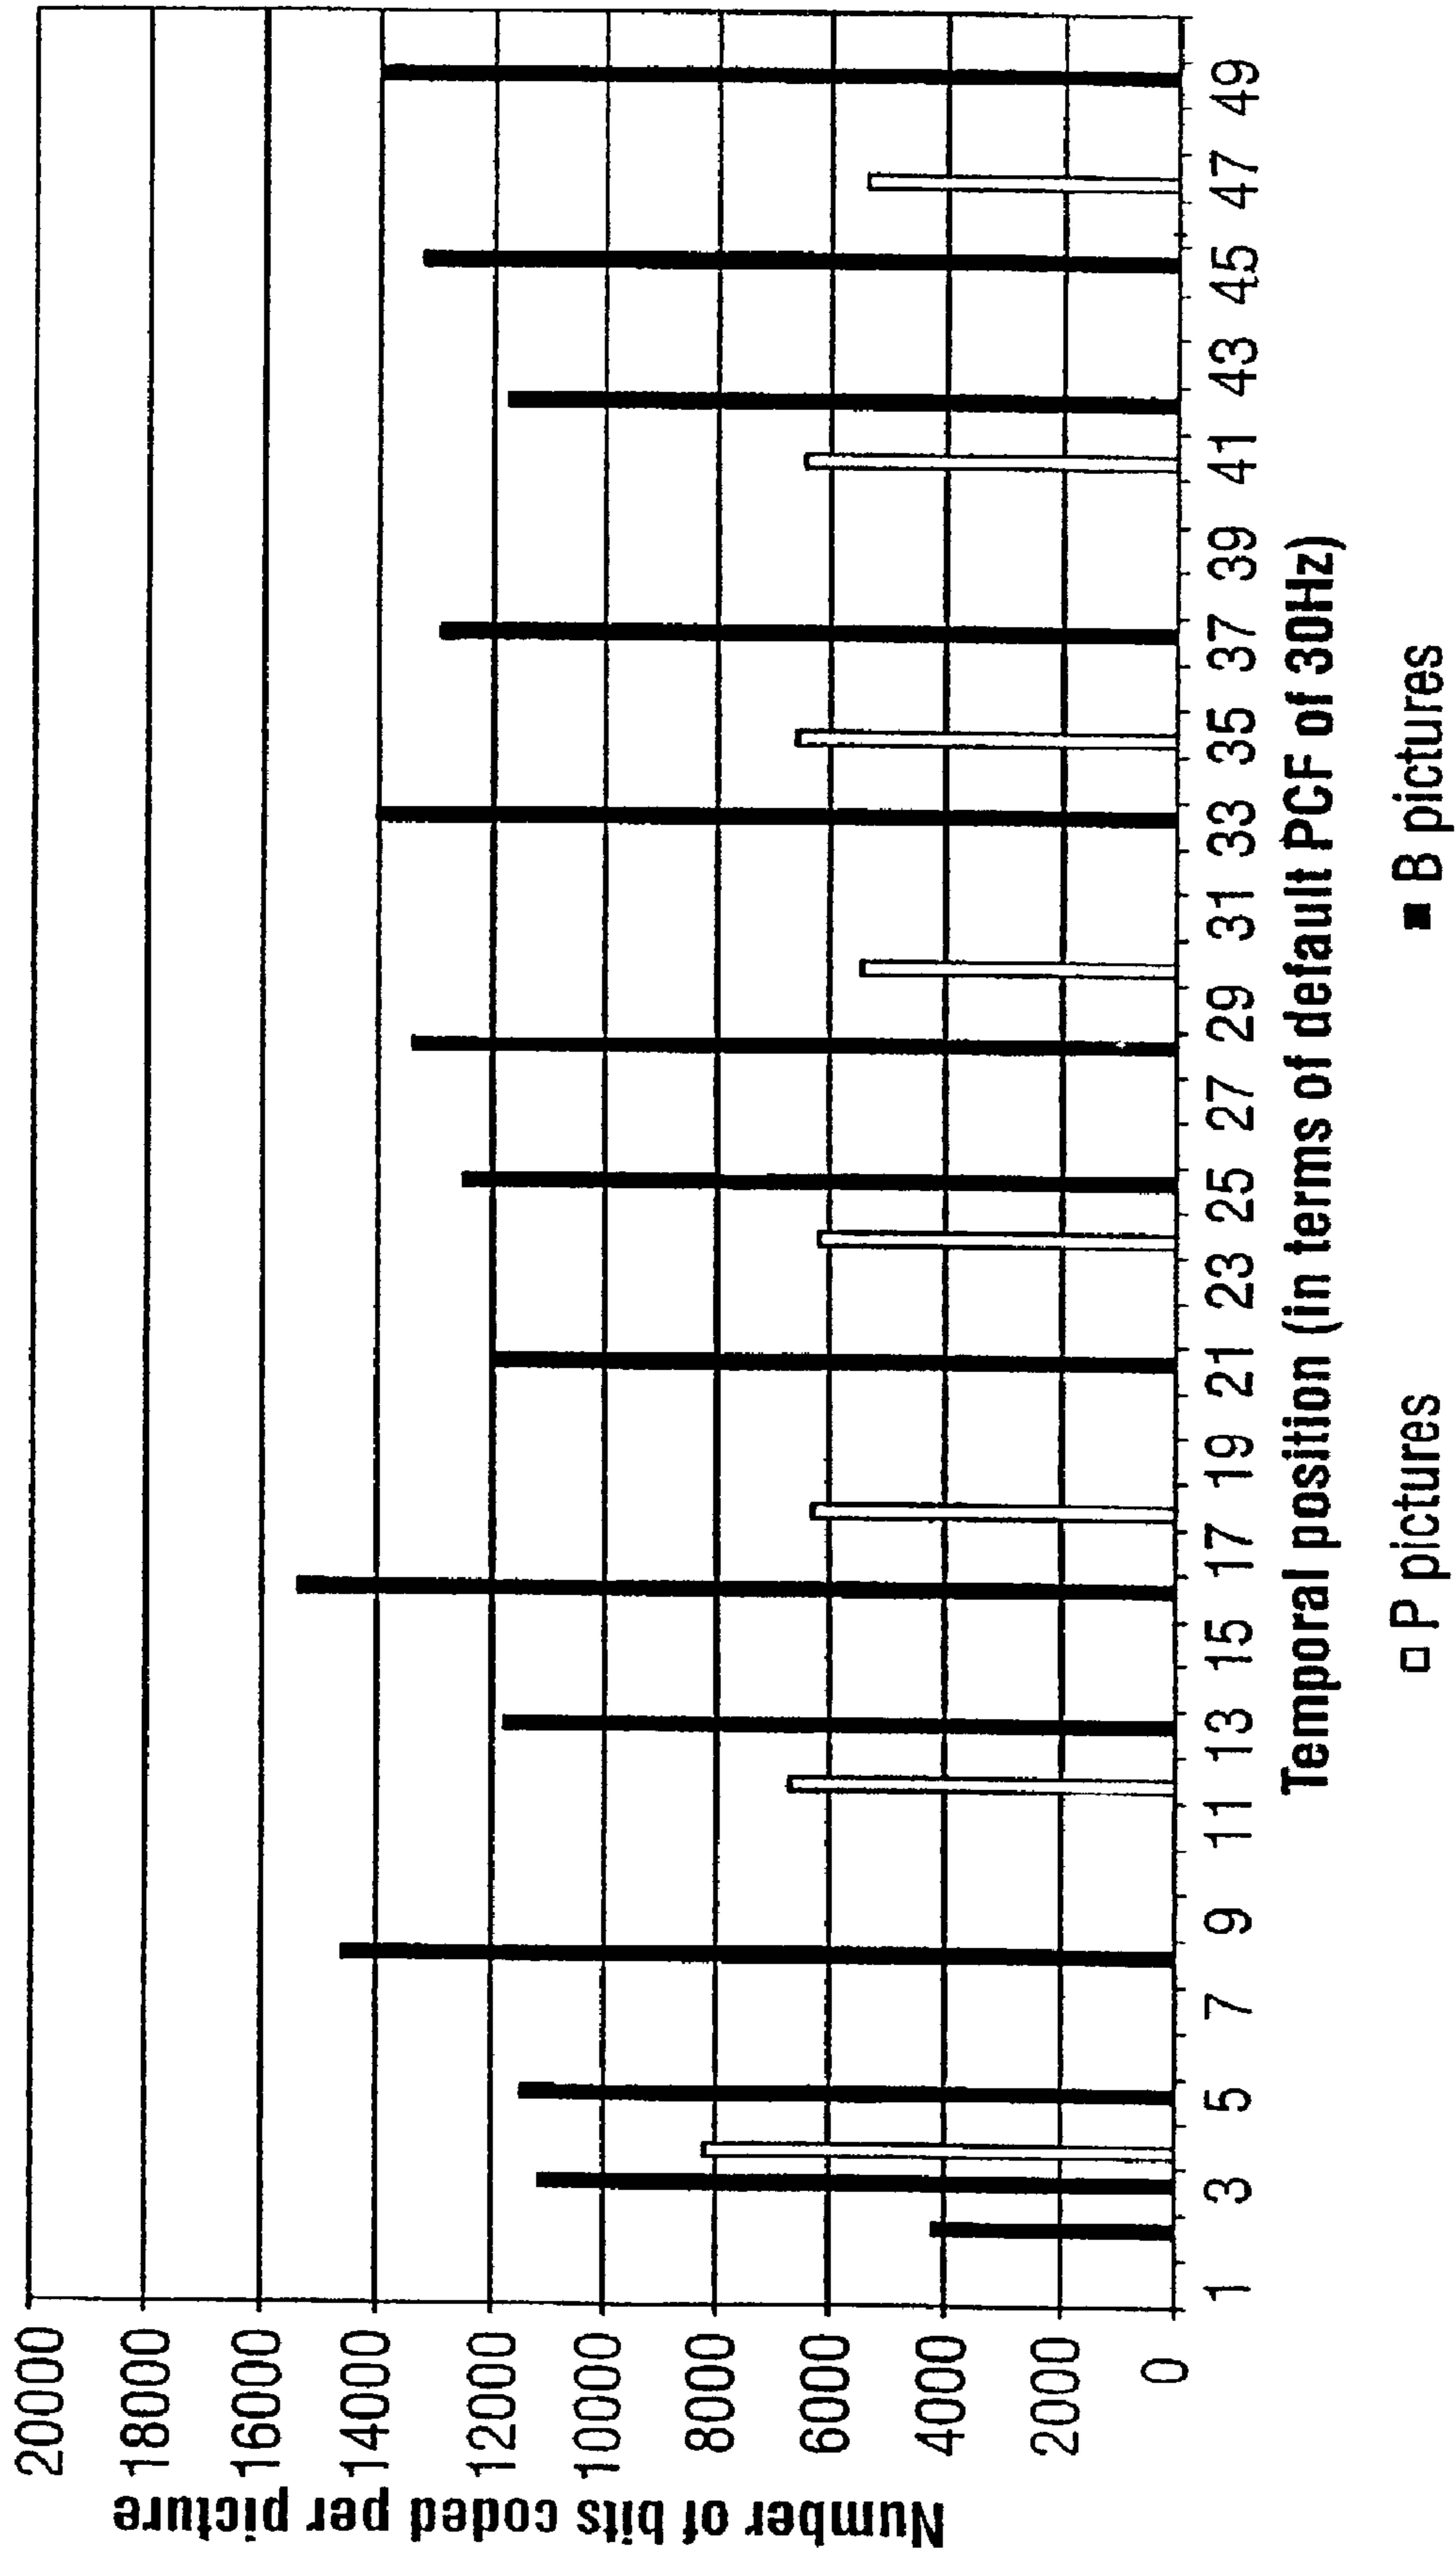 Number of bits coded per picture
20000
18000
16000
14000
12000
10000
8000
6000
4000
2000
0
1 3 5 7 9 11 13 15 17 19 21 23 25 27 29 31 33 35 37 39 41 43 45 47 49
Temporal position (in terms of default PCF of 30Hz)
P pictures
B pictures